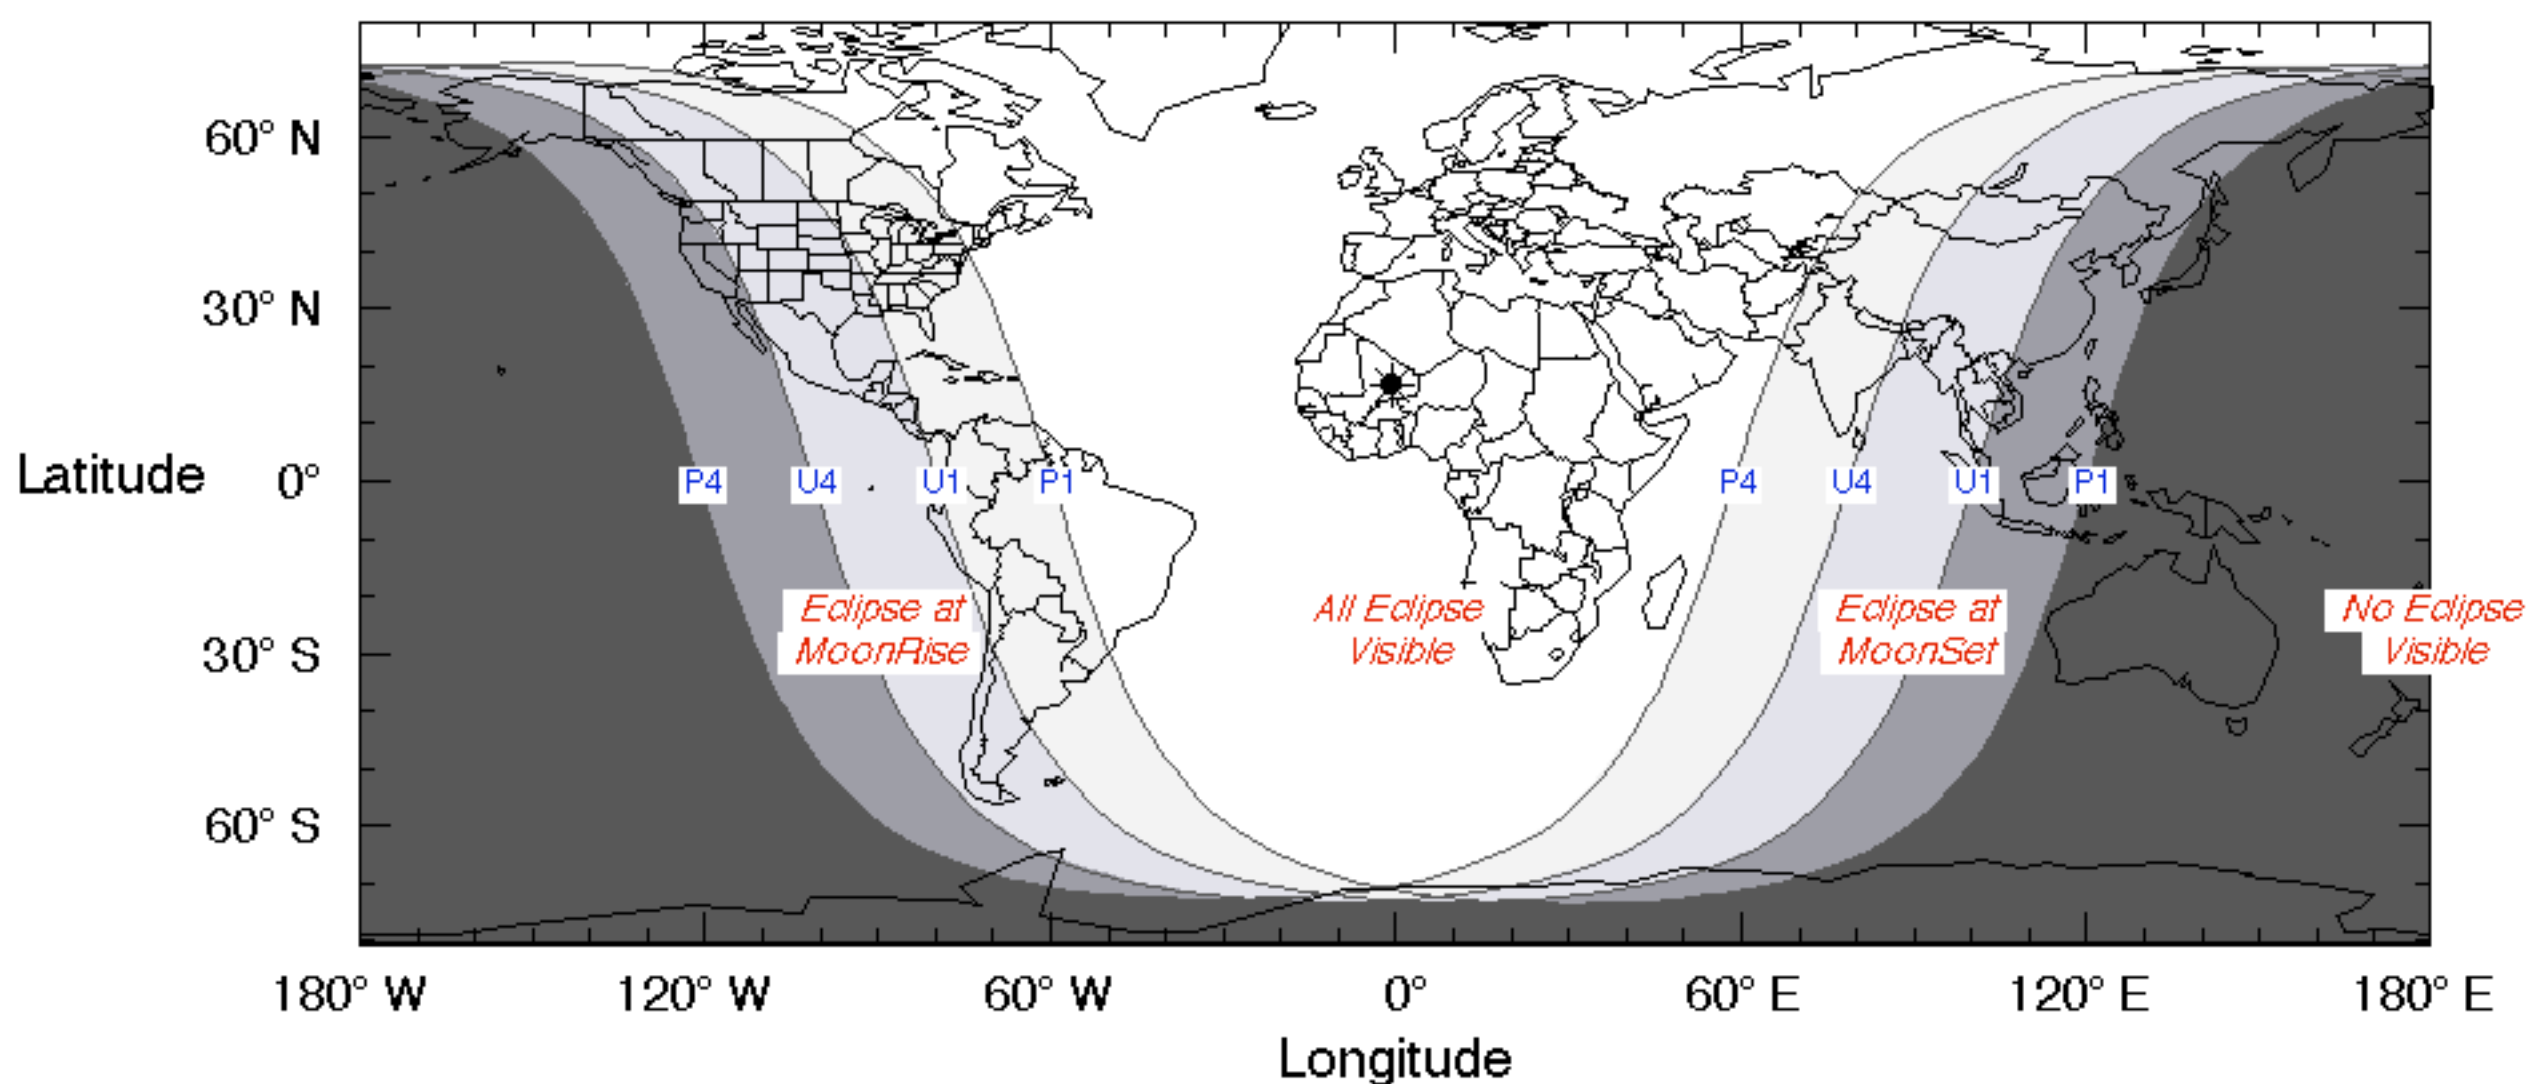 60° N
30° N
Latitude 0°
P4 U4 U1 P1 P4 U4 U1 P1
Eclipse at
MoonRise
All Eclipse
Visible
Eclipse at
MoonSet
No Eclipse
Visible
30° S
60° S
180° W 120° W 60° W 0° 60° E 120° E 180° E
Longitude